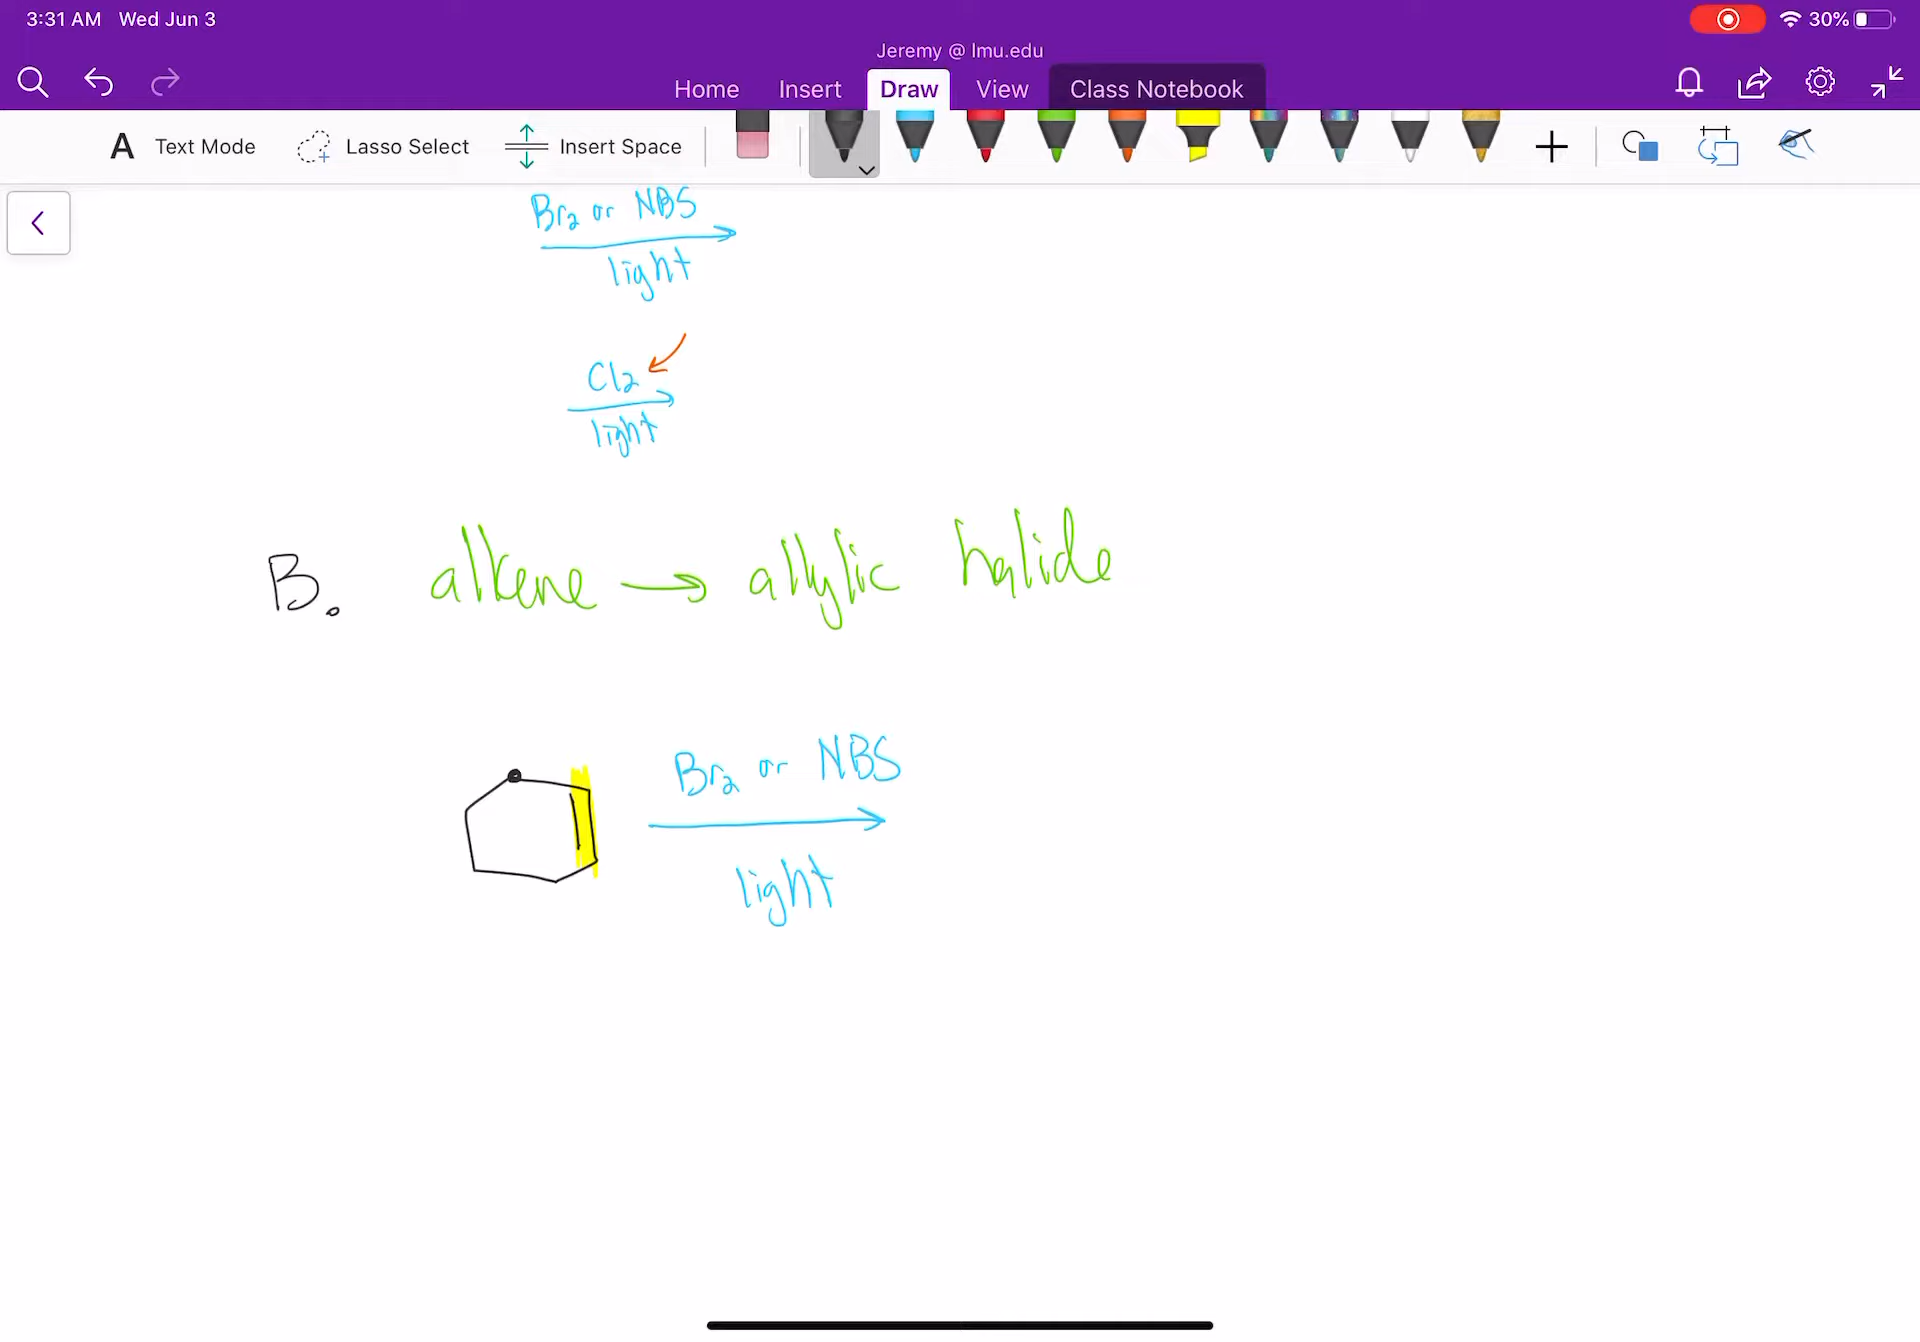 3:31 AM Wed Jun 3
30%
Jeremy @ lmu.edu
Home Insert Draw View Class Notebook
A Text Mode Lasso Select Insert Space
Br2 or NBS
light
Cl2
light
B. alkene → allylic halide
Br2 or NBS
light